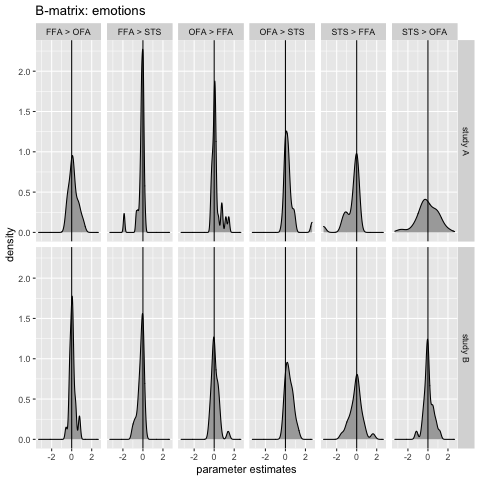 B-matrix: emotions
FFA > OFA FFA > STS OFA > FFA OFA > STS STS > FFA STS > OFA
2.0
1.5
1.0
0.5
0.0
study A
density
2.0
1.5
1.0
0.5
0.0
study B
-2 0 2 -2 0 2 -2 0 2 -2 0 2 -2 0 2 -2 0 2
parameter estimates